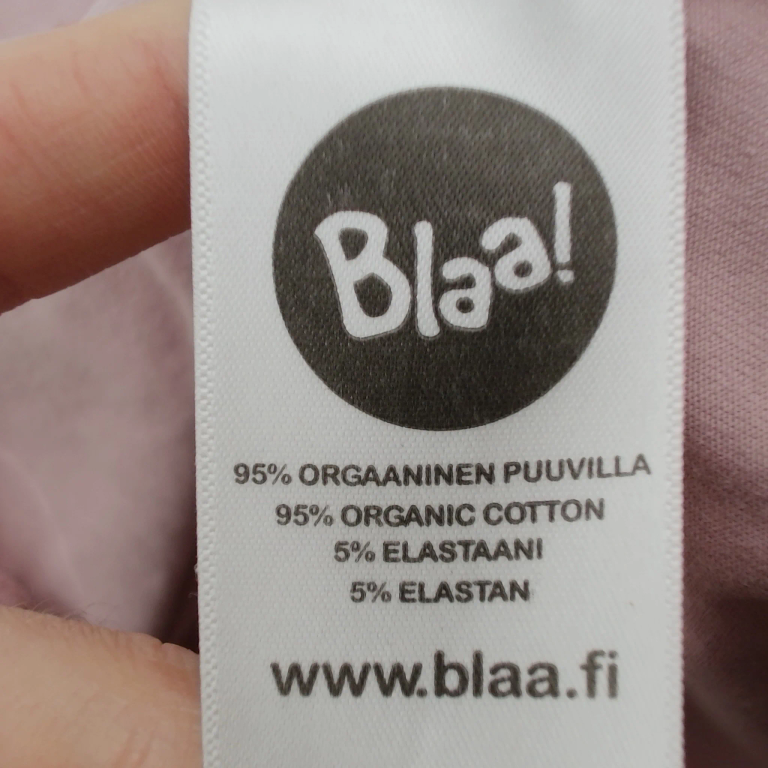 Blaa!
95% ORGAANINEN PUUVILLA
95% ORGANIC COTTON
5% ELASTAANI
5% ELASTAN
www.blaa.fi